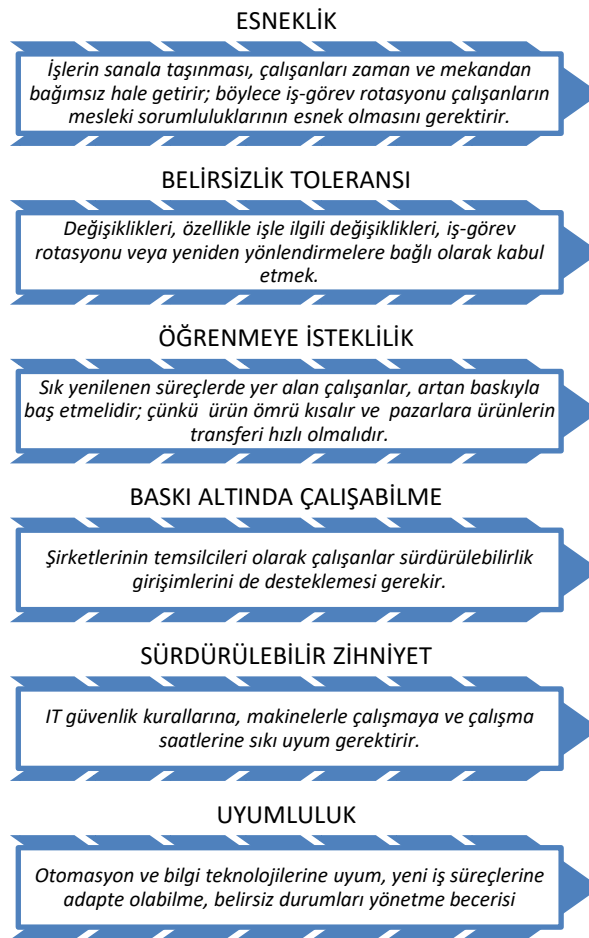 ESNEKLİK
İşlerin sanala taşınması, çalışanları zaman ve mekandan
bağımsız hale getirir; böylece iş-görev rotasyonu çalışanların
mesleki sorumluluklarının esnek olmasını gerektirir.
BELİRSİZLİK TOLERANSI
Değişiklikleri, özellikle işle ilgili değişiklikleri, iş-görev
rotasyonu veya yeniden yönlendirmelere bağlı olarak kabul
etmek.
ÖĞRENMEYE İSTEKLİLİK
Sık yenilenen süreçlerde yer alan çalışanlar, artan baskıyla
baş etmelidir; çünkü ürün ömrü kısalır ve pazarlara ürünlerin
transferi hızlı olmalıdır.
BASKI ALTINDA ÇALIŞABİLME
Şirketlerinin temsilcileri olarak çalışanlar sürdürülebilirlik
girişimlerini de desteklemesi gerekir.
SÜRDÜRÜLEBİLİR ZİHNİYET
IT güvenlik kurallarına, makinelerle çalışmaya ve çalışma
saatlerine sıkı uyum gerektirir.
UYUMLULUK
Otomasyon ve bilgi teknolojilerine uyum, yeni iş süreçlerine
adapte olabilme, belirsiz durumları yönetme becerisi